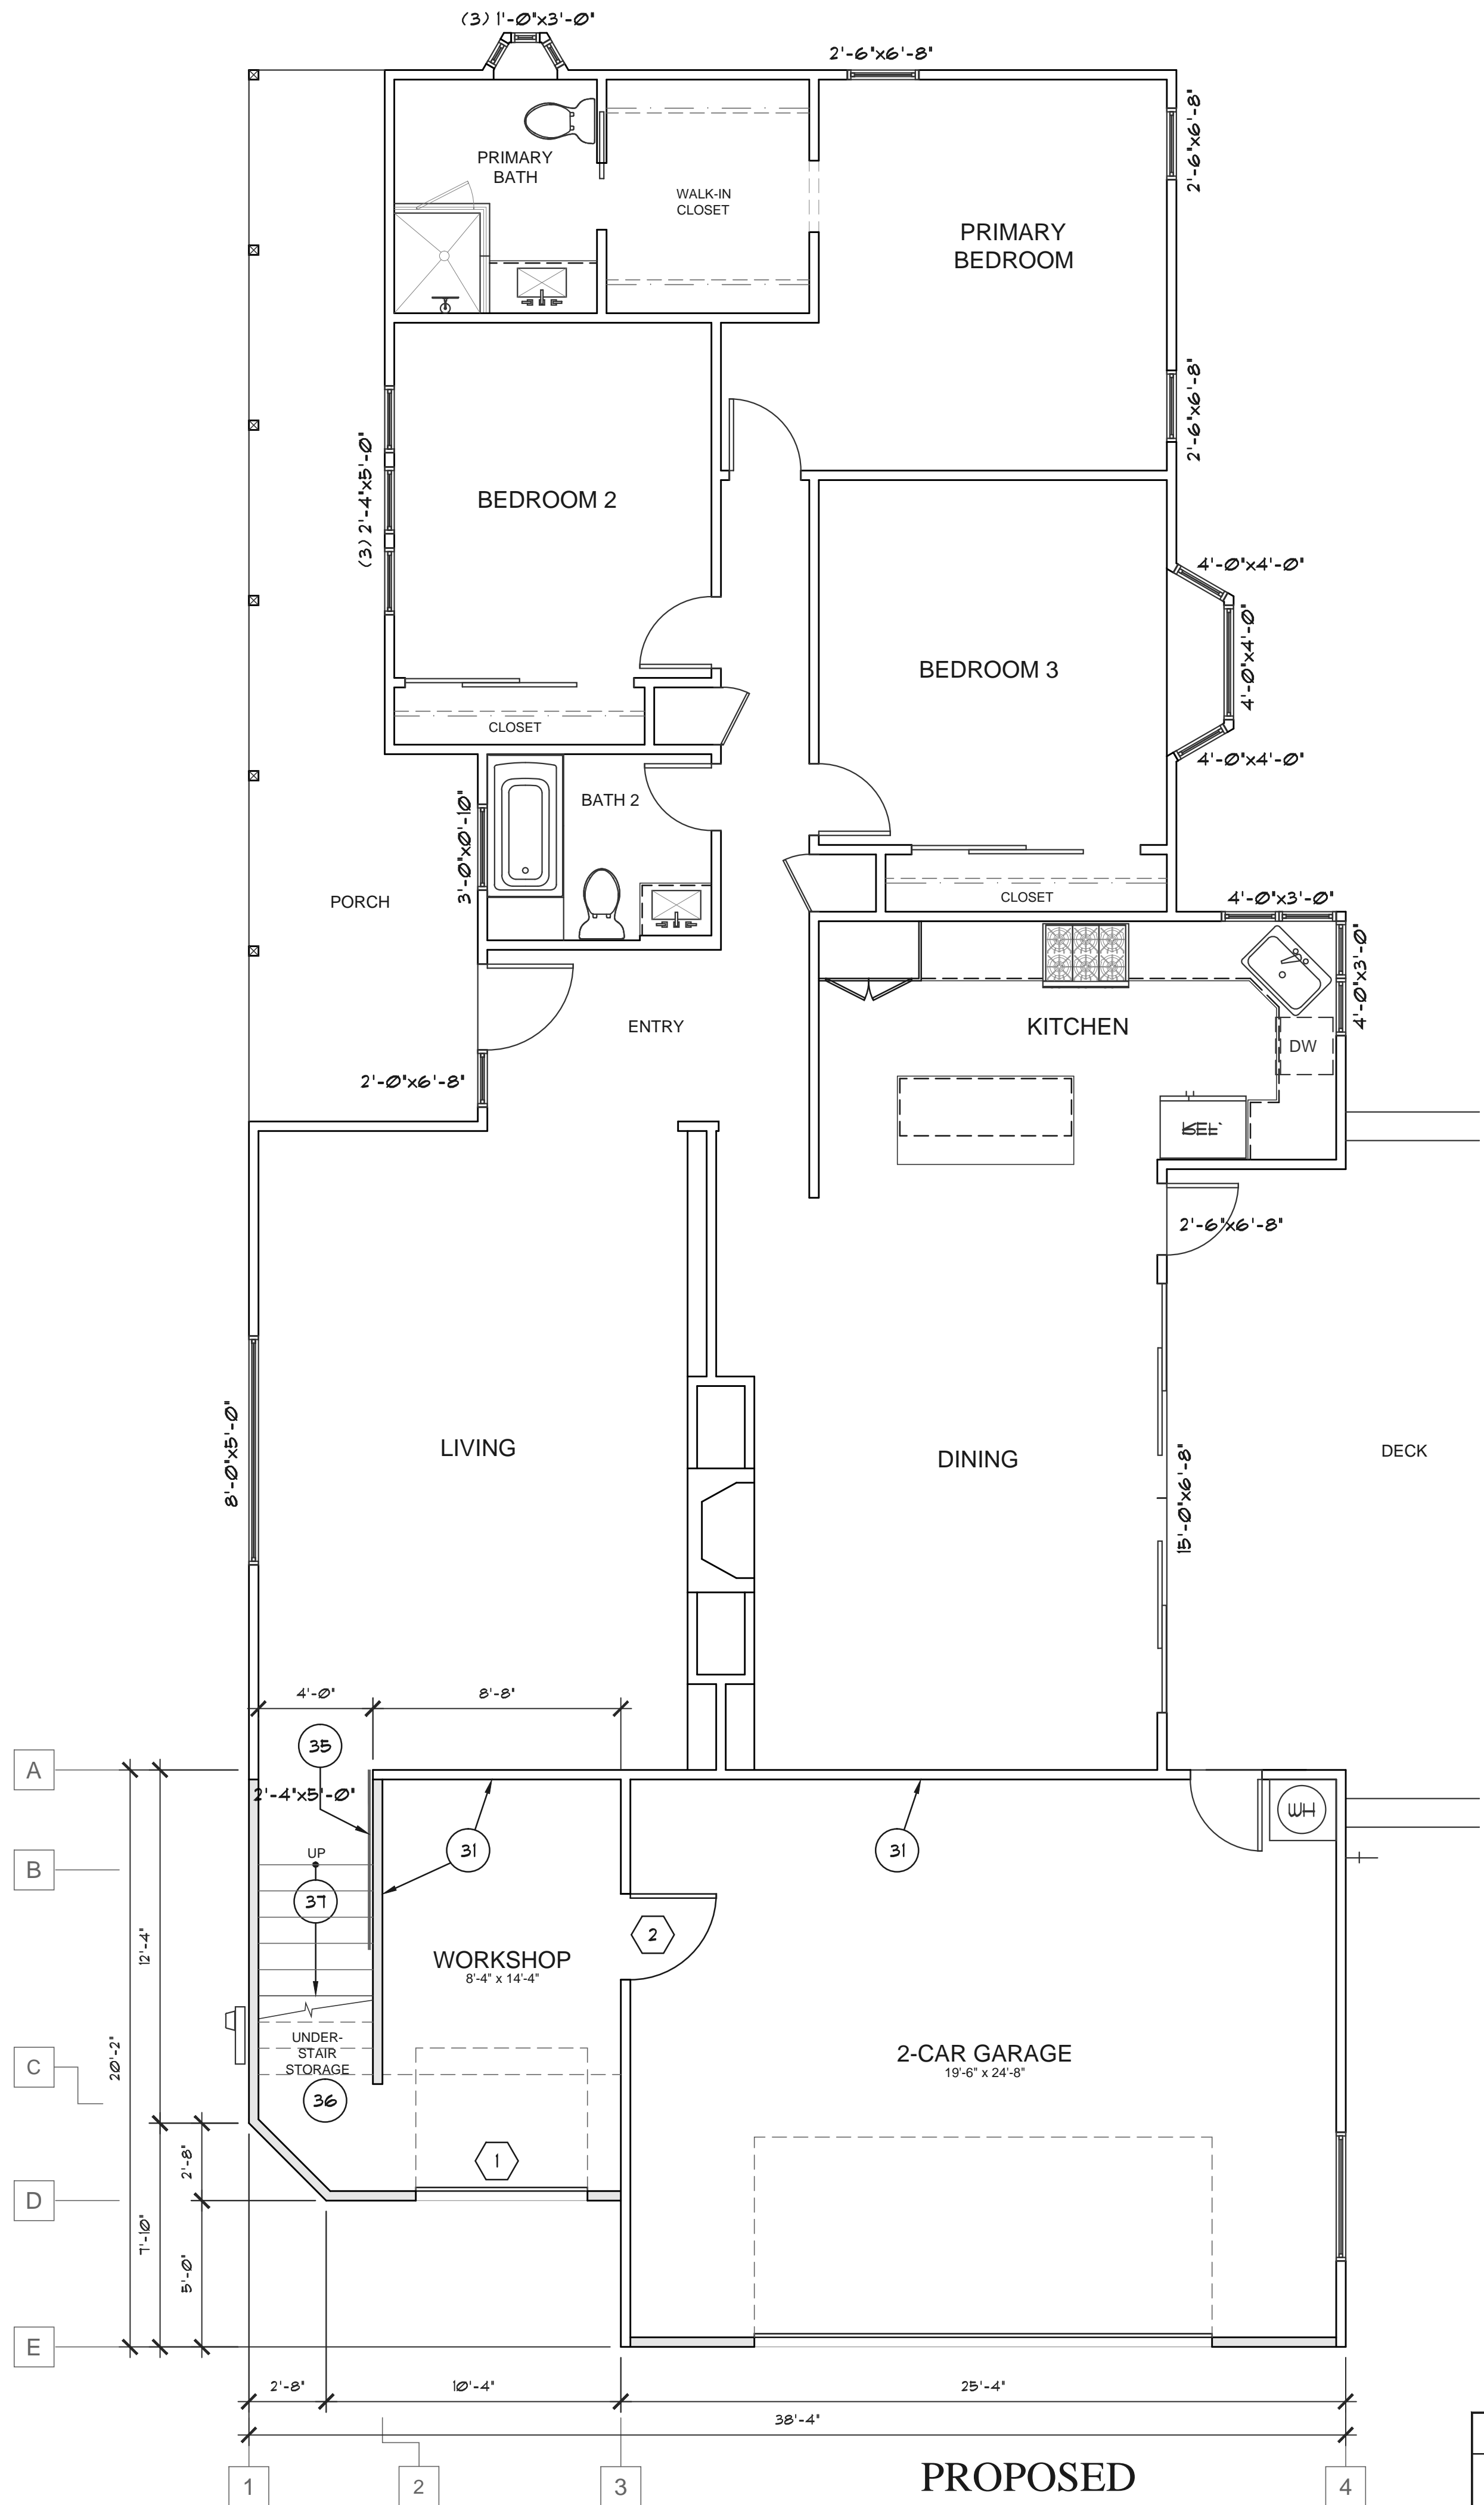 (3) 1'-0"x3'-0"
2'-6"x6'-8"
2'-6"x6'-8"
PRIMARY
BATH
WALK-IN
CLOSET
PRIMARY
BEDROOM
2'-6"x6'-8"
(3) 2'-4"x5'-0"
BEDROOM 2
4'-0"x4'-0"
4'-0"x4'-0"
BEDROOM 3
CLOSET
4'-0"x4'-0"
BATH 2
3'-0"x0'-10"
PORCH
CLOSET
4'-0"x3'-0"
4'-0"x3'-0"
ENTRY
KITCHEN
DW
2'-0"x6'-8"
REF.
2'-6"x6'-8"
8'-0"x5'-0"
LIVING
DINING
DECK
15'-0"x6'-8"
4'-0"
8'-8"
35
A
2'-4"x5'-0"
WH
31
31
UP
B
37
2
12'-4"
WORKSHOP
8'-4" x 14'-4"
20'-2"
UNDER-
STAIR
STORAGE
C
36
2-CAR GARAGE
19'-6" x 24'-8"
2'-8"
1
D
7'-10"
5'-0"
E
2'-8"
10'-4"
25'-4"
38'-4"
PROPOSED
1
2
3
4